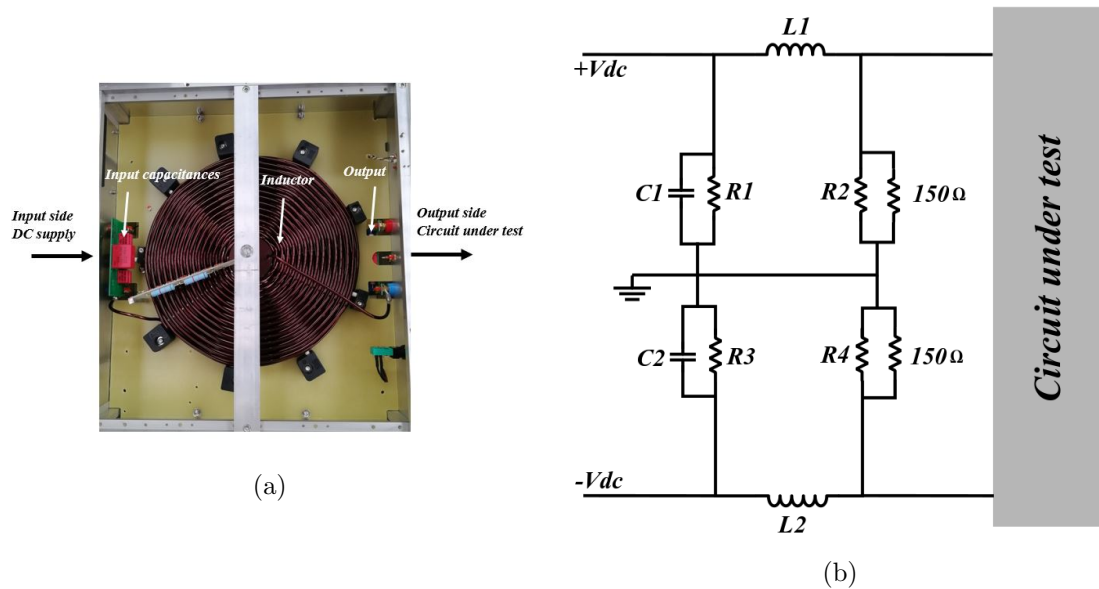 Input capacitances
Inductor
Output
Input side
DC supply
Output side
Circuit under test
(a)
L1
+Vdc
C1
R1
R2
150Ω
C2
R3
R4
150Ω
-Vdc
L2
Circuit under test
(b)